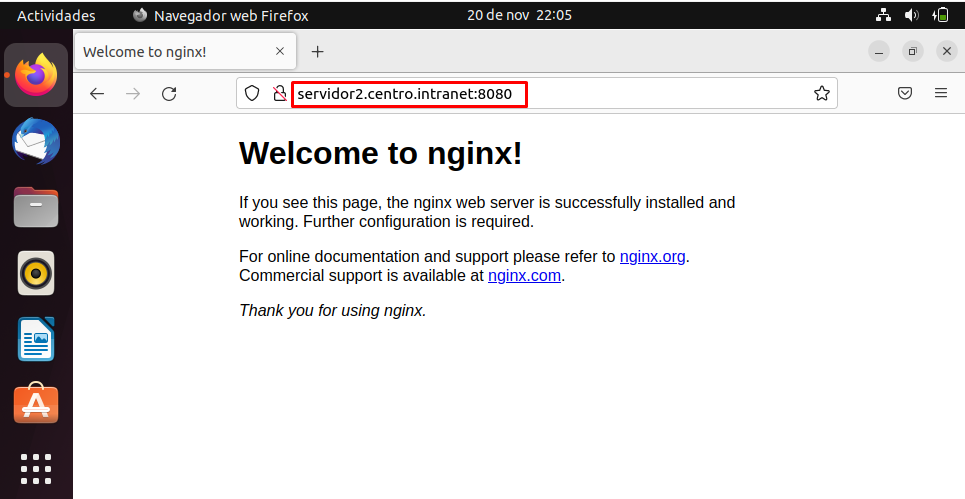 Actividades Navegador web Firefox 20 de nov 22:05
Welcome to nginx!
servidor2.centro.intranet:8080
Welcome to nginx!
If you see this page, the nginx web server is successfully installed and
working. Further configuration is required.
For online documentation and support please refer to nginx.org.
Commercial support is available at nginx.com.
Thank you for using nginx.